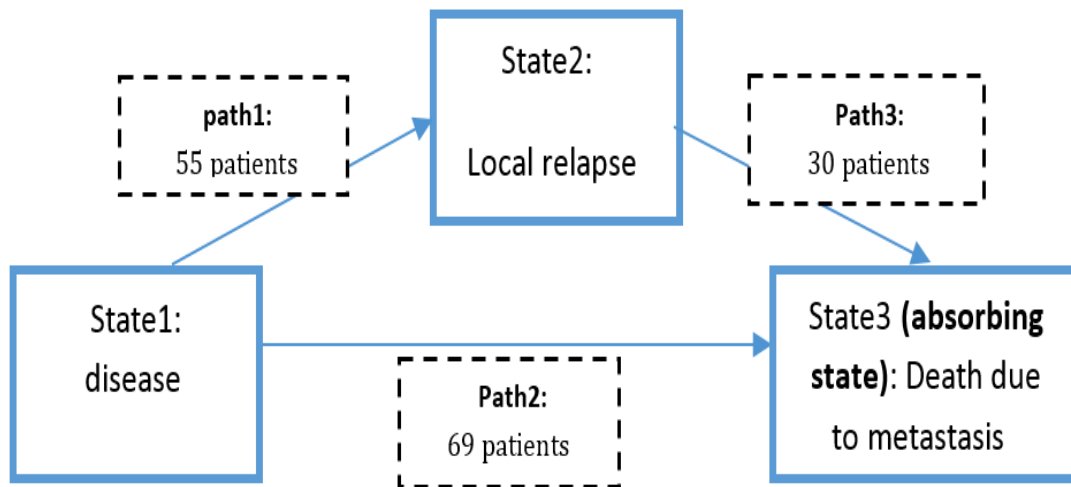 State2:
Local relapse
path1:
55 patients
Path3:
30 patients
State1:
disease
State3 (absorbing
state): Death due
to metastasis
Path2:
69 patients